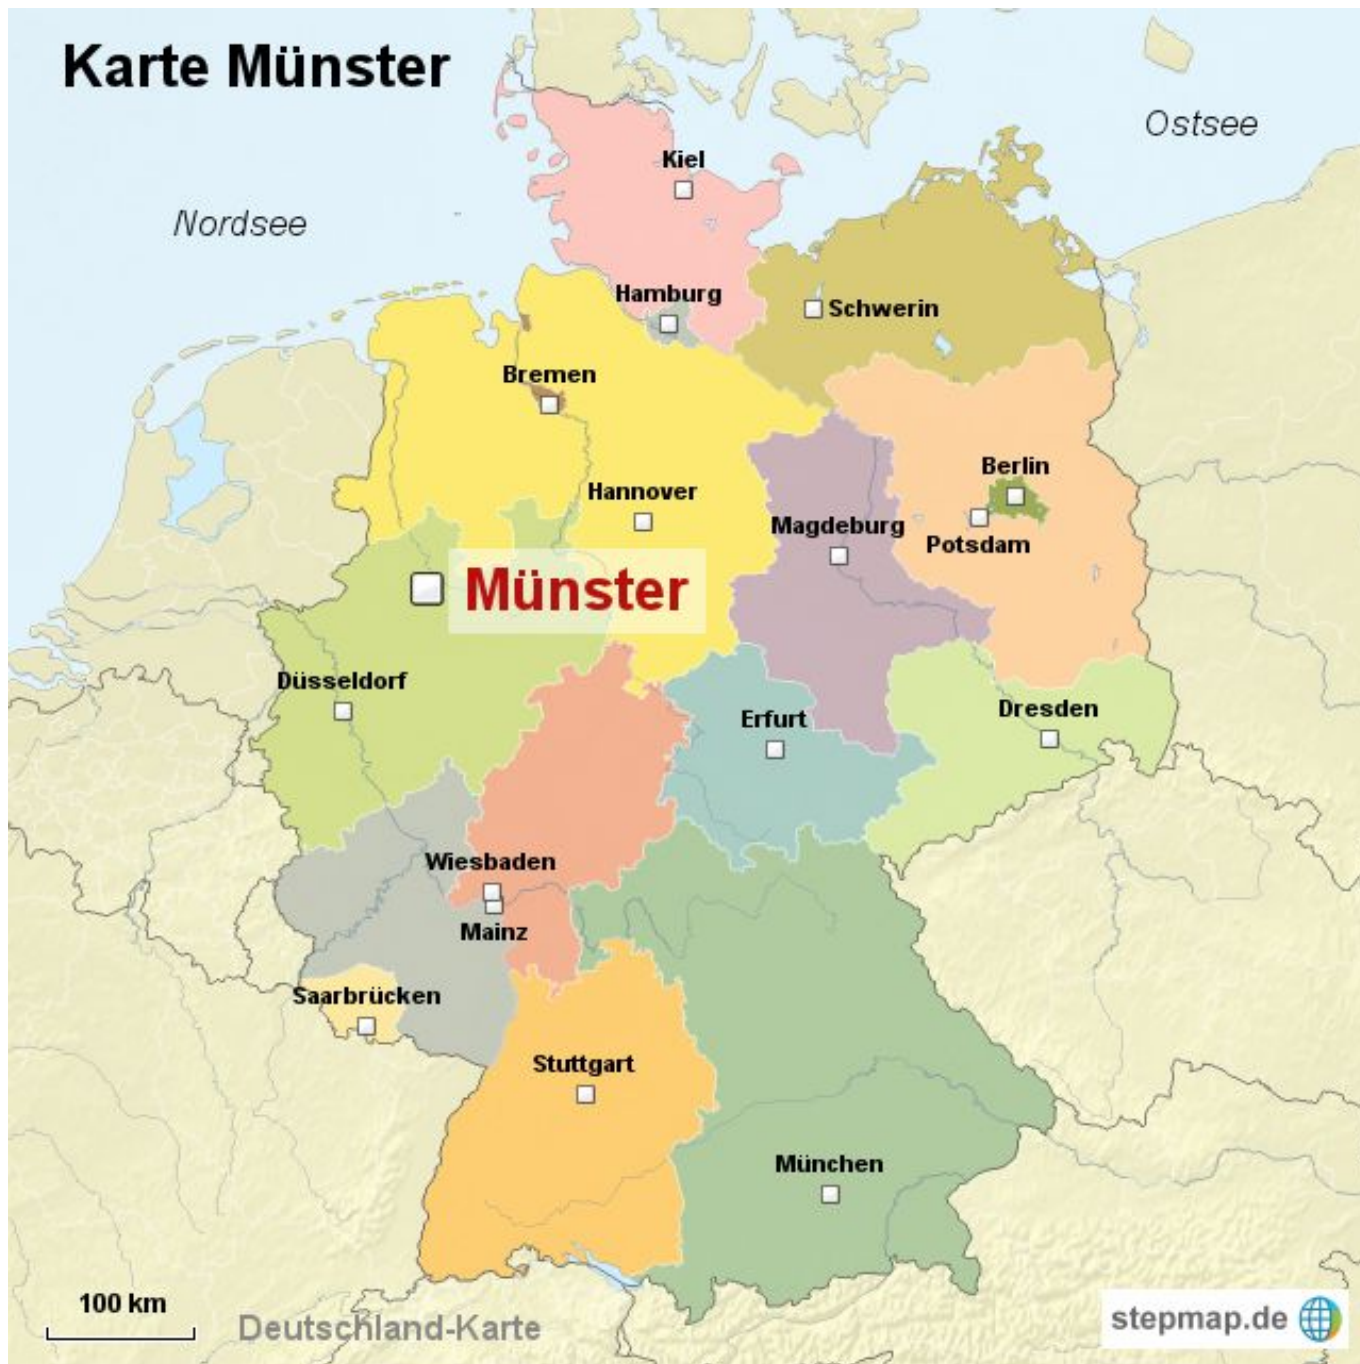 Karte Münster
Ostsee
Kiel
Nordsee
Hamburg
Schwerin
Bremen
Berlin
Hannover
Magdeburg
Potsdam
Münster
Düsseldorf
Dresden
Erfurt
Wiesbaden
Mainz
Saarbrücken
Stuttgart
München
100 km
Deutschland-Karte
stepmap.de